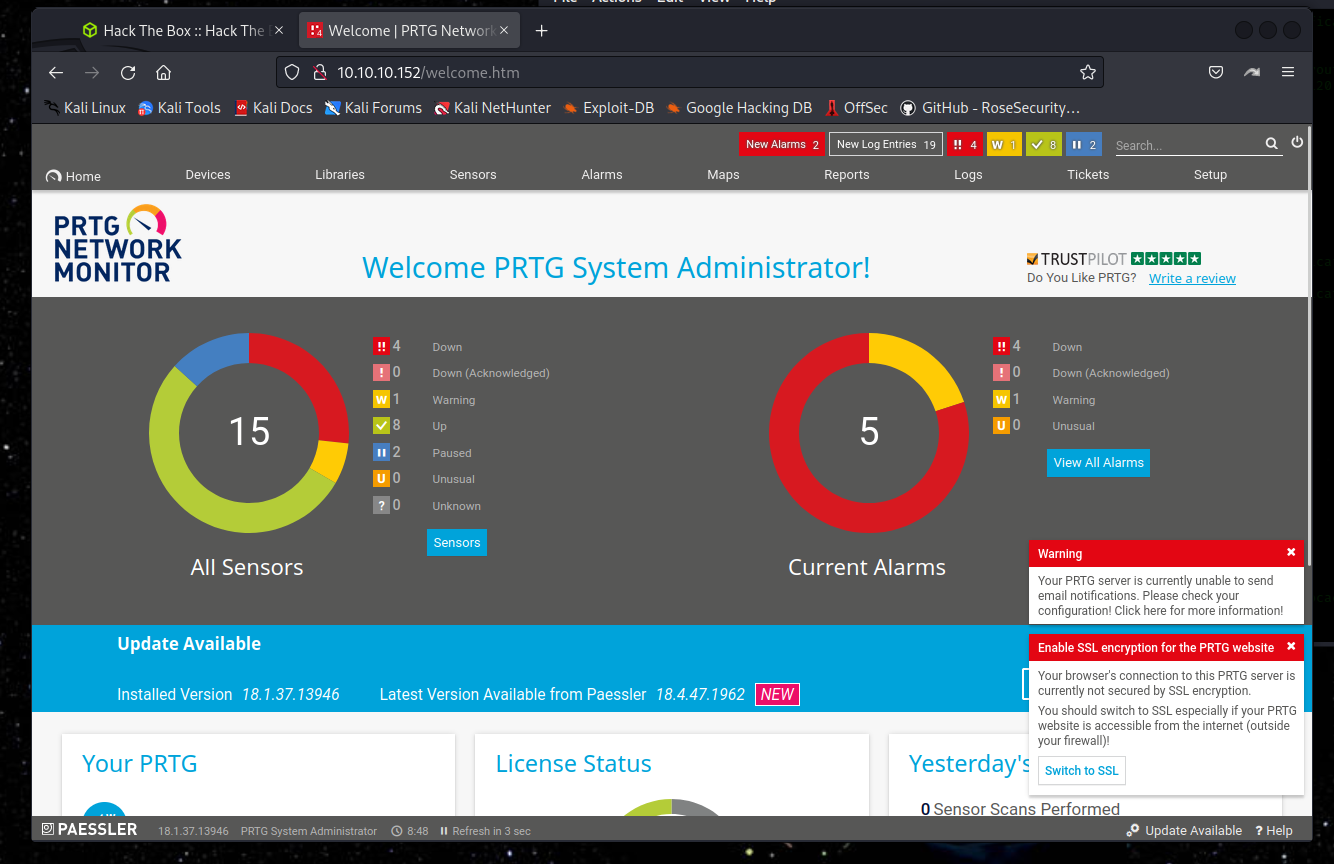 File Actions Edit View Help
Hack The Box :: Hack The
Welcome | PRTG Network
10.10.10.152/welcome.htm
Kali Linux Kali Tools Kali Docs Kali Forums Kali NetHunter Exploit-DB Google Hacking DB OffSec GitHub - RoseSecurity…
New Alarms 2 New Log Entries 19 !! 4 W 1 8 2 Search...
Home Devices Libraries Sensors Alarms Maps Reports Logs Tickets Setup
PRTG
NETWORK
MONITOR
Welcome PRTG System Administrator!
TRUSTPILOT
Do You Like PRTG? Write a review
15
!! 4 Down
! 0 Down (Acknowledged)
W 1 Warning
8 Up
2 Paused
U 0 Unusual
? 0 Unknown
Sensors
All Sensors
5
!! 4 Down
! 0 Down (Acknowledged)
W 1 Warning
U 0 Unusual
View All Alarms
Current Alarms
Warning
Your PRTG server is currently unable to send
email notifications. Please check your
configuration! Click here for more information!
Update Available
Installed Version 18.1.37.13946 Latest Version Available from Paessler 18.4.47.1962 NEW
Enable SSL encryption for the PRTG website
Your browser's connection to this PRTG server is
currently not secured by SSL encryption.
You should switch to SSL especially if your PRTG
website is accessible from the internet (outside
your firewall)!
Switch to SSL
Your PRTG
License Status
Yesterday's
0 Sensor Scans Performed
PAESSLER 18.1.37.13946 PRTG System Administrator 8:48 Refresh in 3 sec Update Available ? Help